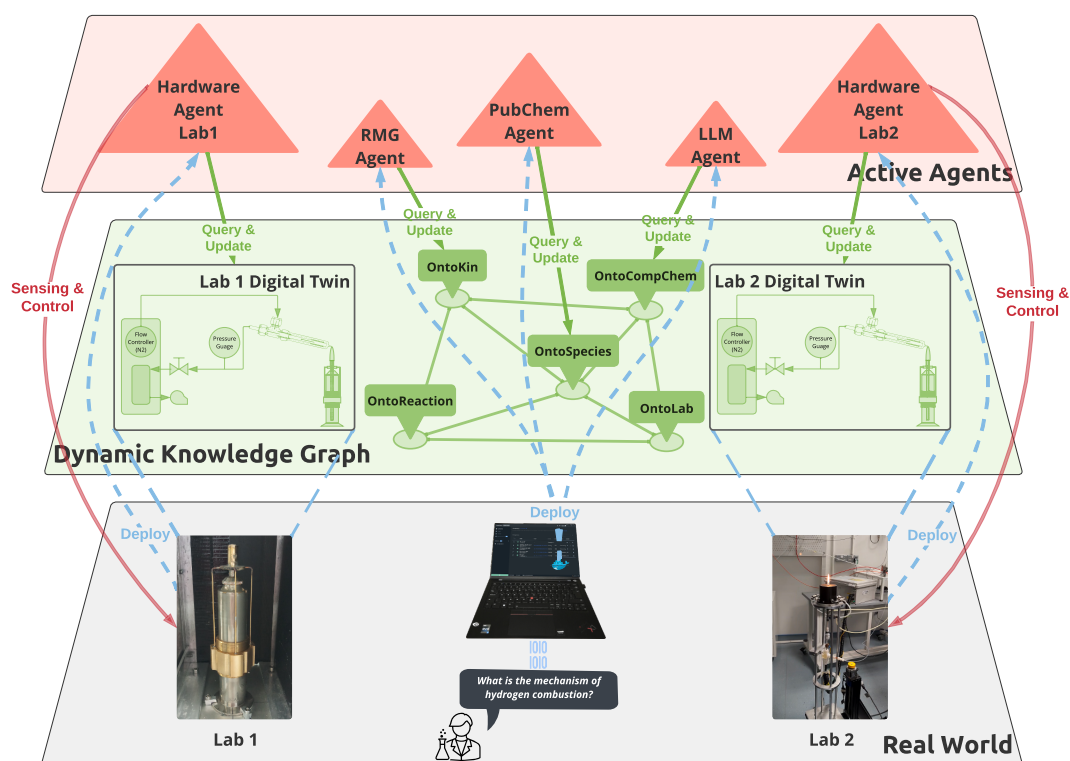 Hardware
Agent
Lab1
RMG
Agent
PubChem
Agent
LLM
Agent
Hardware
Agent
Lab2
Active Agents
Query &
Update
Query &
Update
Query &
Update
Query &
Update
Query &
Update
Sensing &
Control
Sensing &
Control
Lab 1 Digital Twin
Flow
Controller
(N2)
Pressure
Guage
OntoKin
OntoCompChem
OntoSpecies
OntoReaction
OntoLab
Lab 2 Digital Twin
Flow
Controller
(N2)
Pressure
Guage
Dynamic Knowledge Graph
Deploy
Deploy
Deploy
1010
1010
What is the mechanism of
hydrogen combustion?
Lab 1
Lab 2
Real World